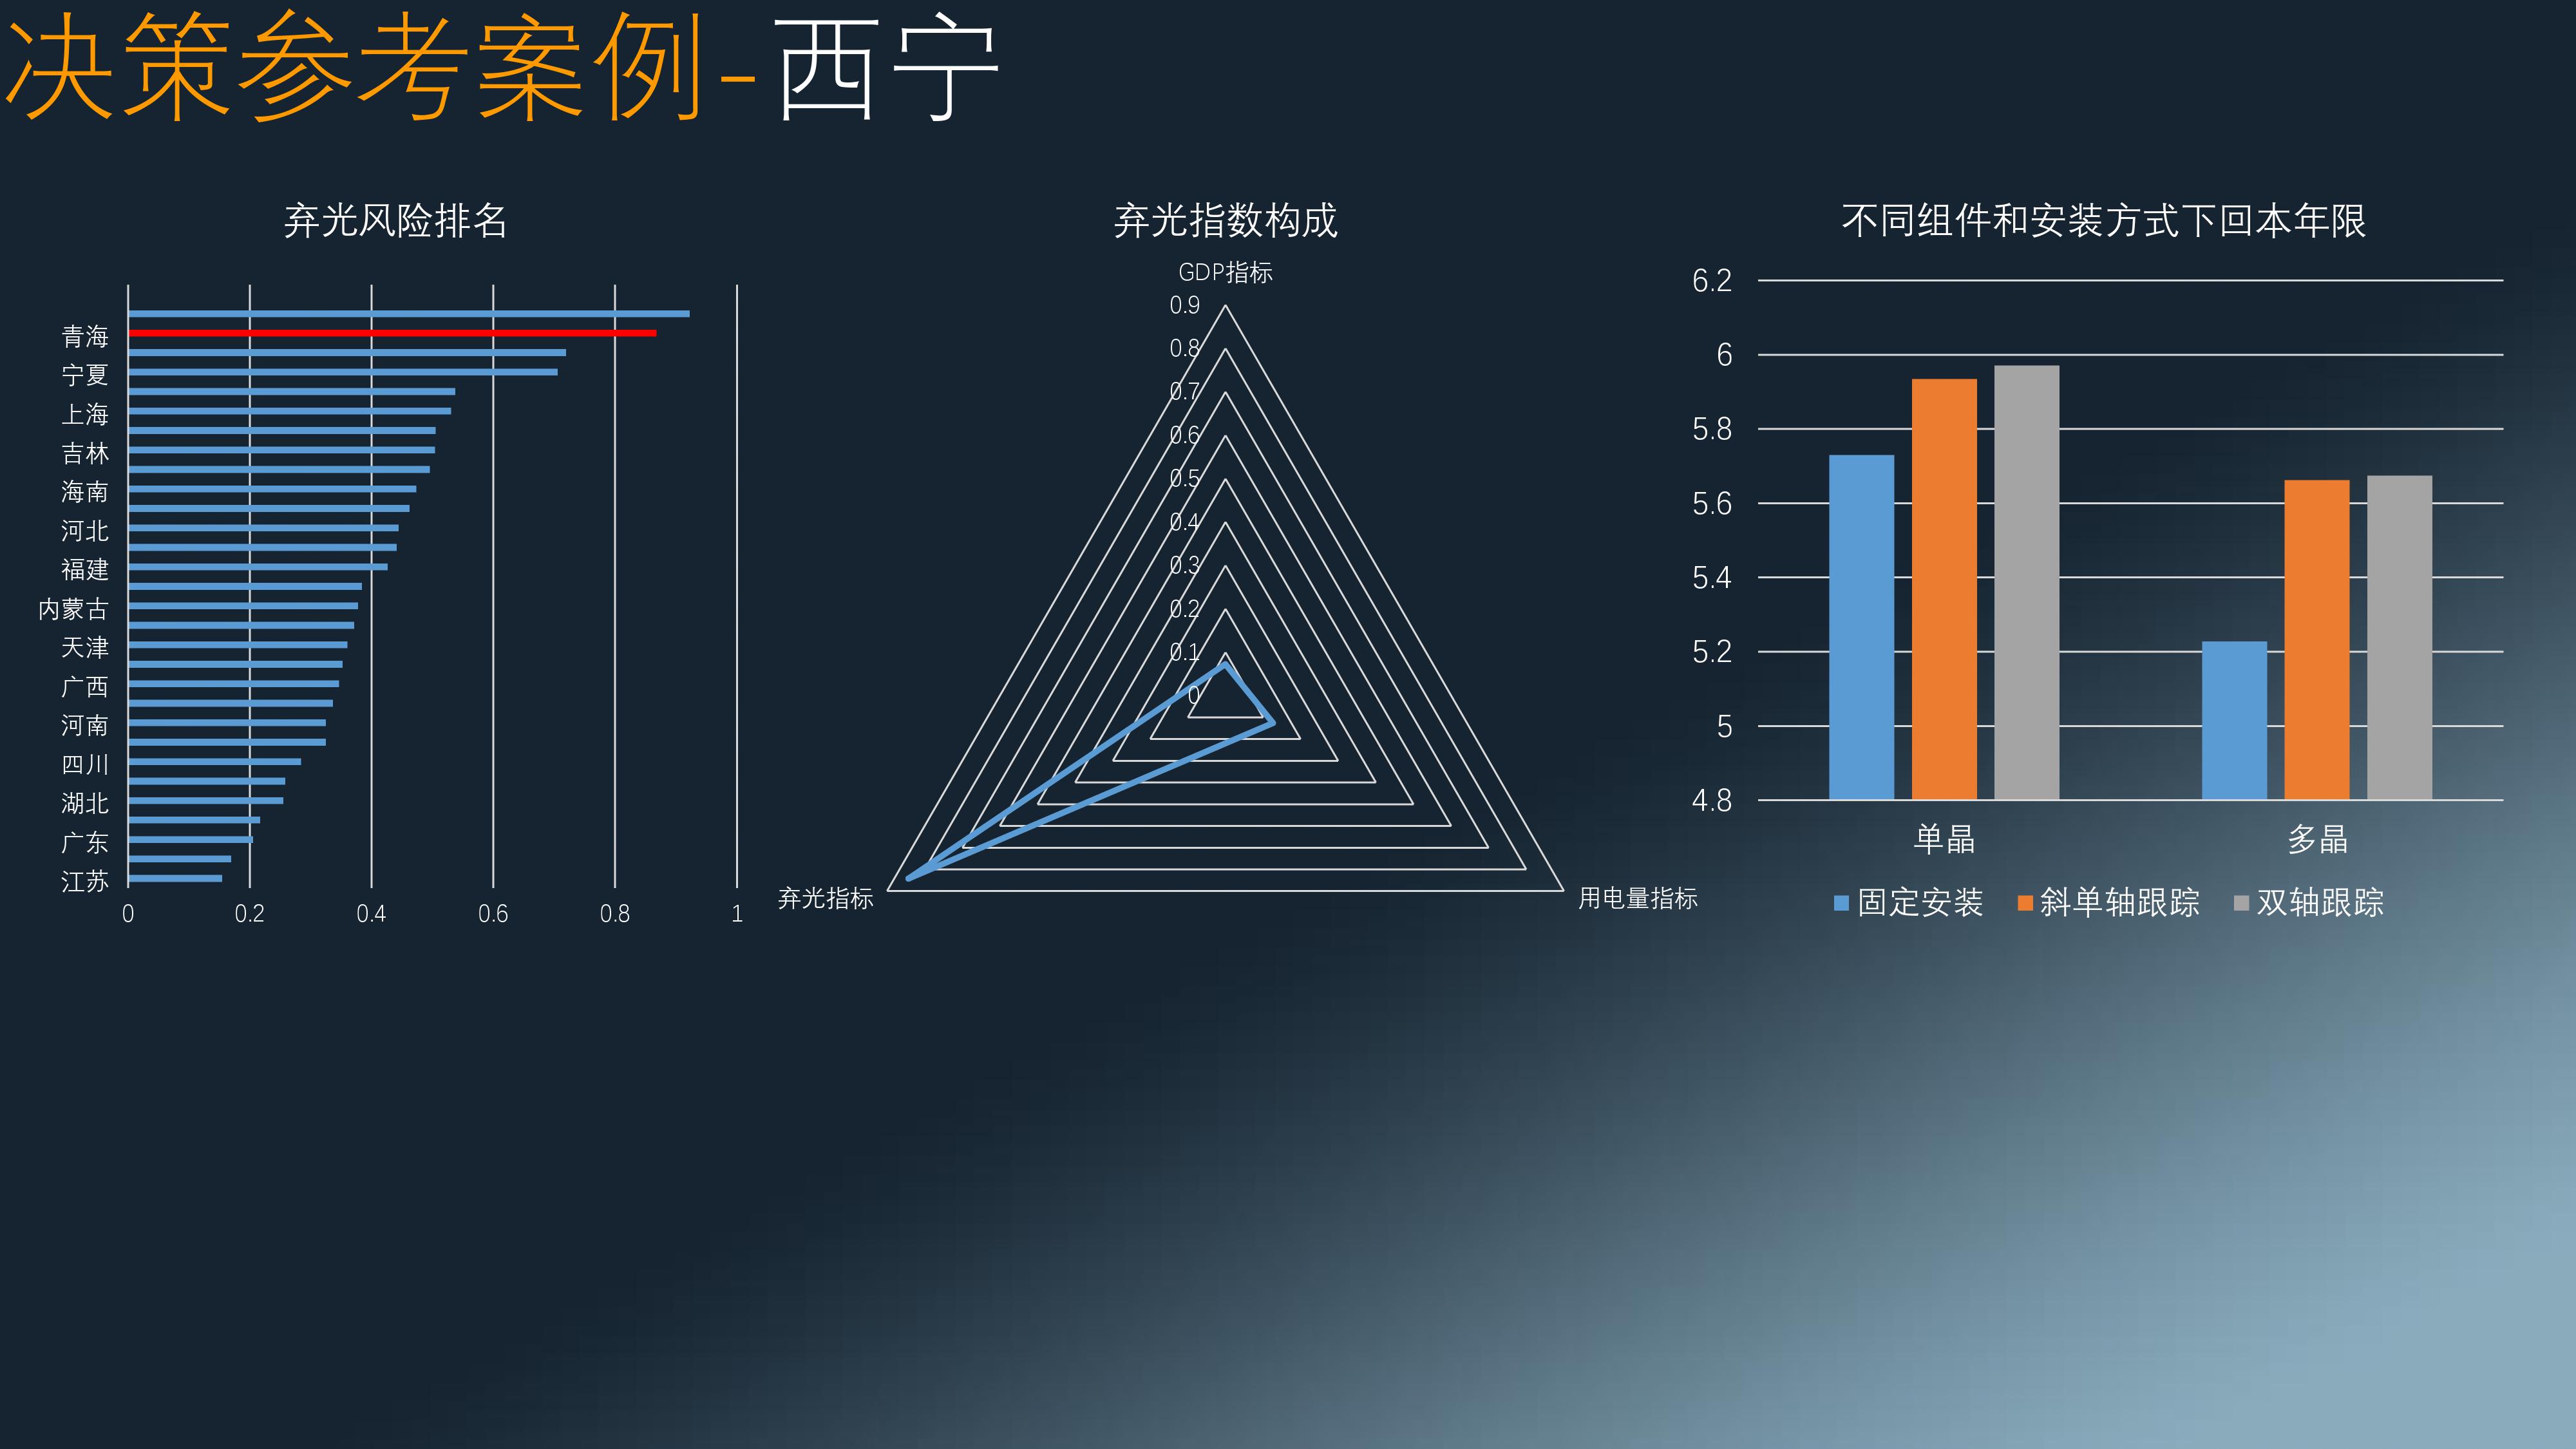 决策参考案例-西宁
弃光风险排名
青海
宁夏
上海
吉林
海南
河北
福建
内蒙古
天津
广西
河南
四川
湖北
广东
江苏
0 0.2 0.4 0.6 0.8 1
弃光指数构成
GDP指标
0.9
0.8
0.7
0.6
0.5
0.4
0.3
0.2
0.1
0
弃光指标
用电量指标
不同组件和安装方式下回本年限
6.2
6
5.8
5.6
5.4
5.2
5
4.8
单晶 多晶
固定安装 斜单轴跟踪 双轴跟踪